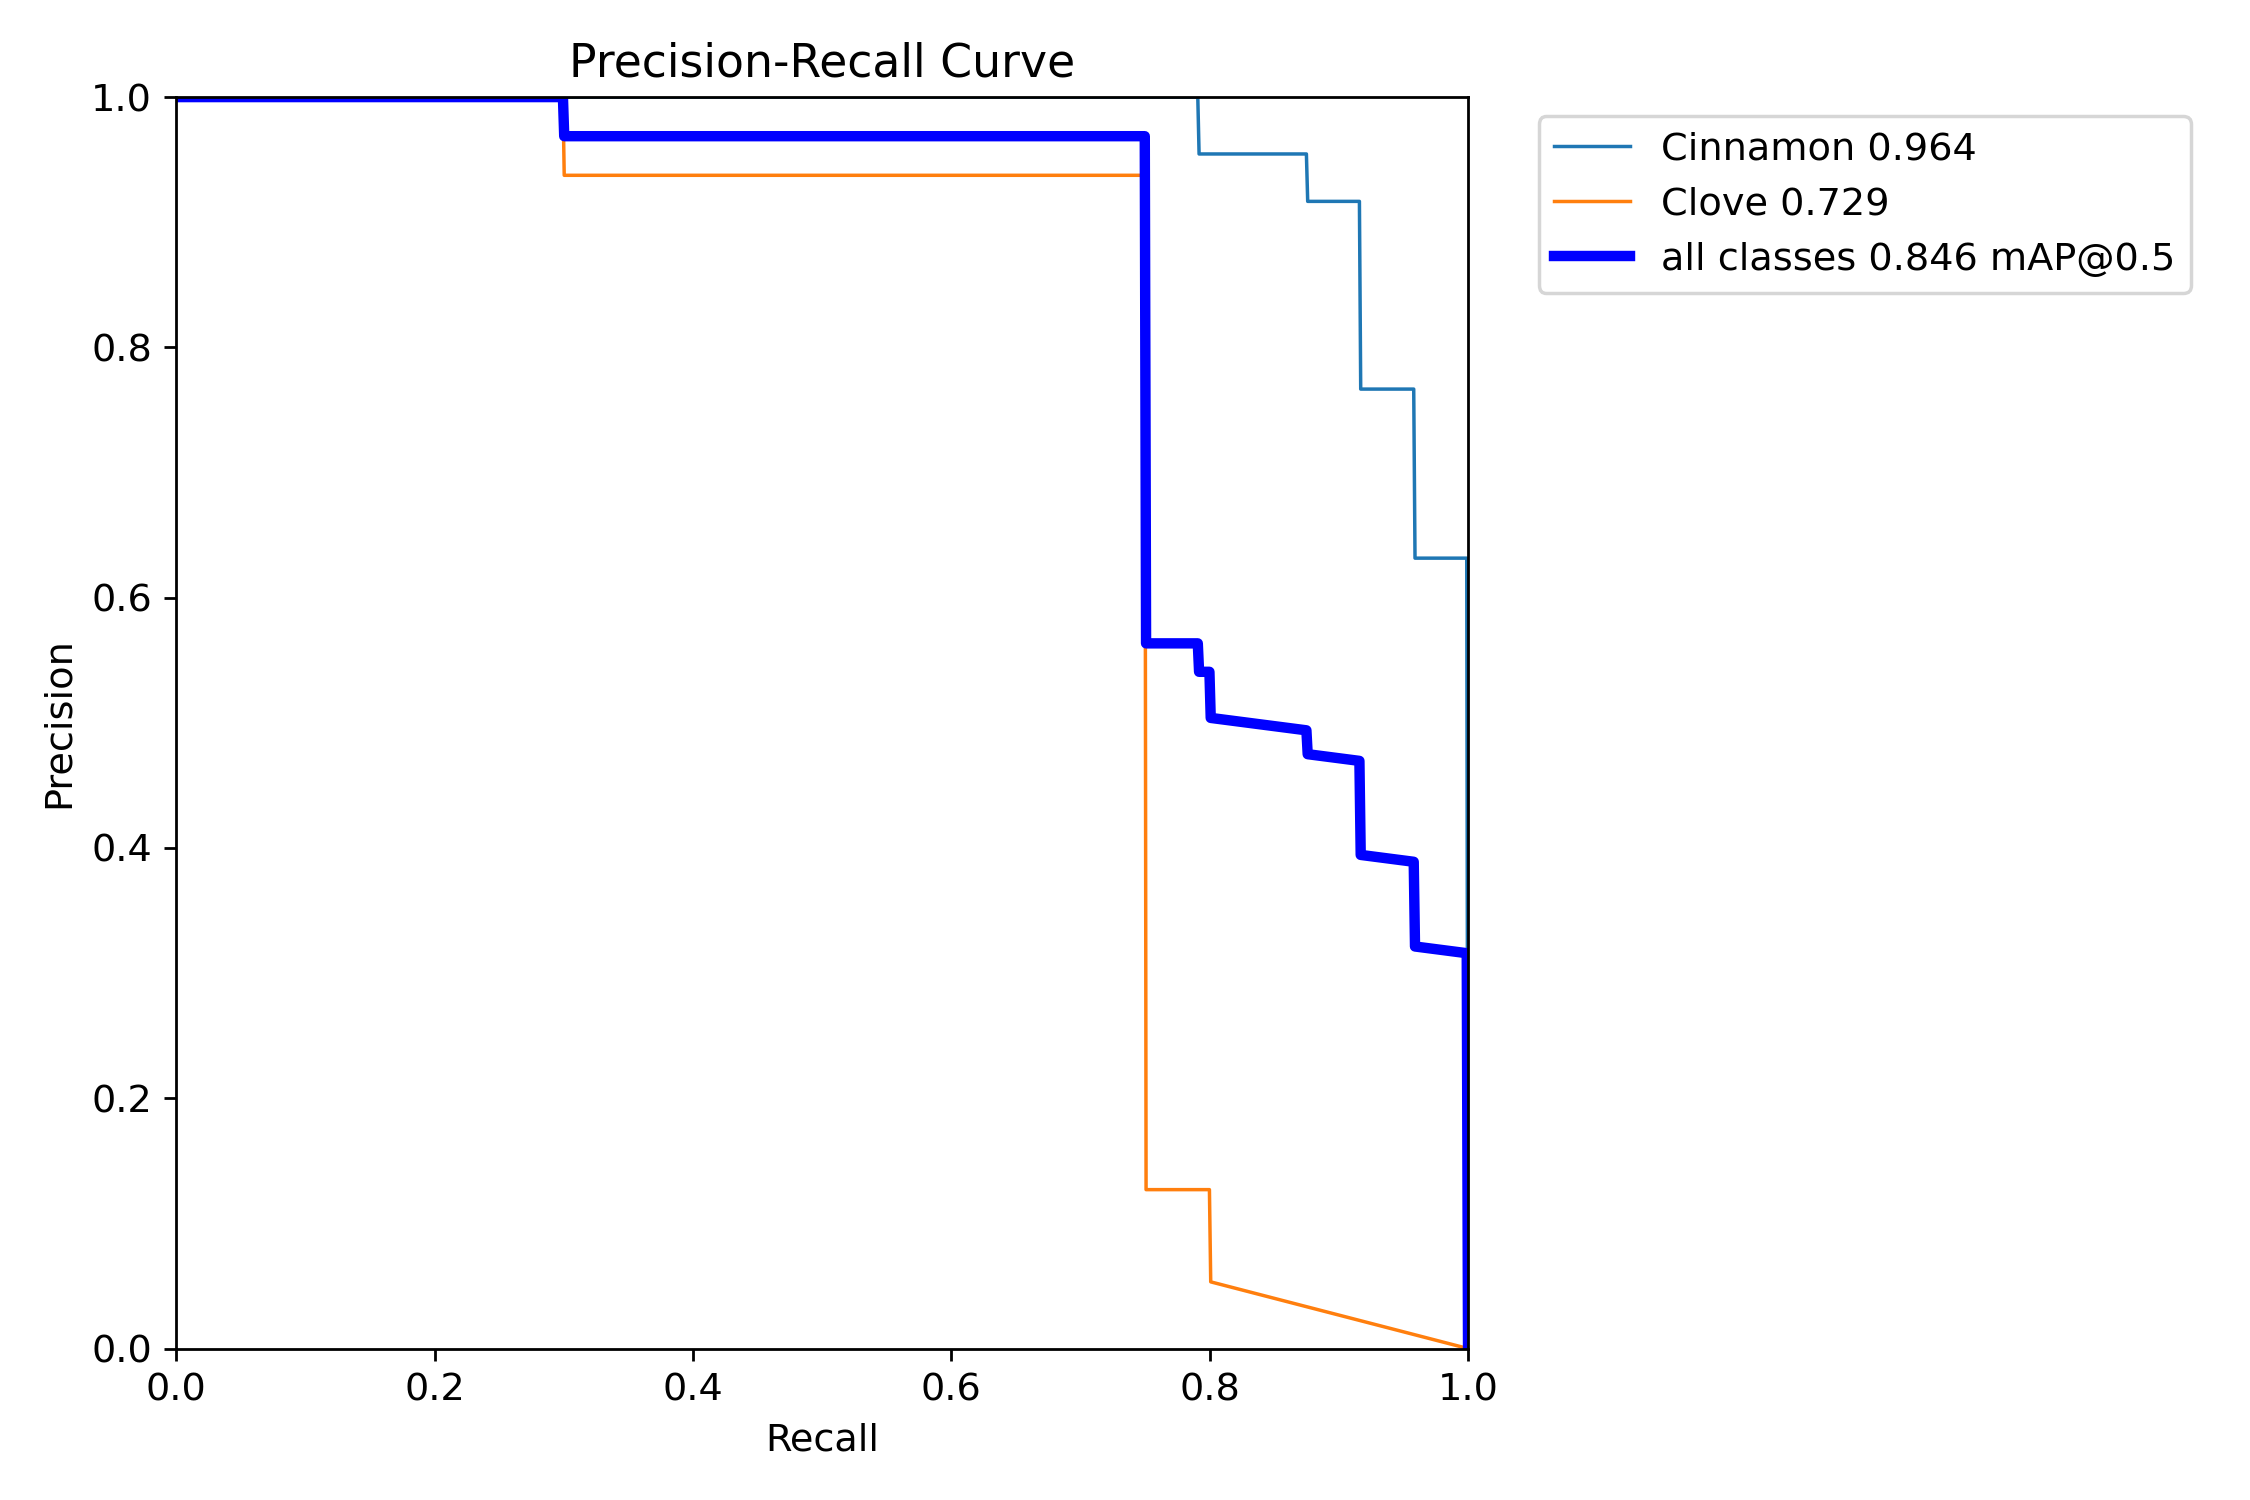 Precision-Recall Curve
Cinnamon 0.964
Clove 0.729
all classes 0.846 mAP@0.5
Precision
1.0
0.8
0.6
0.4
0.2
0.0
0.0 0.2 0.4 0.6 0.8 1.0
Recall